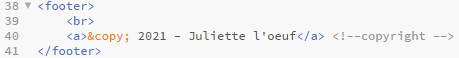 38 ▼ <footer>
39 <br>
40 <a>&copy; 2021 - Juliette l'oeuf</a> <!--copyright -->
41 </footer>